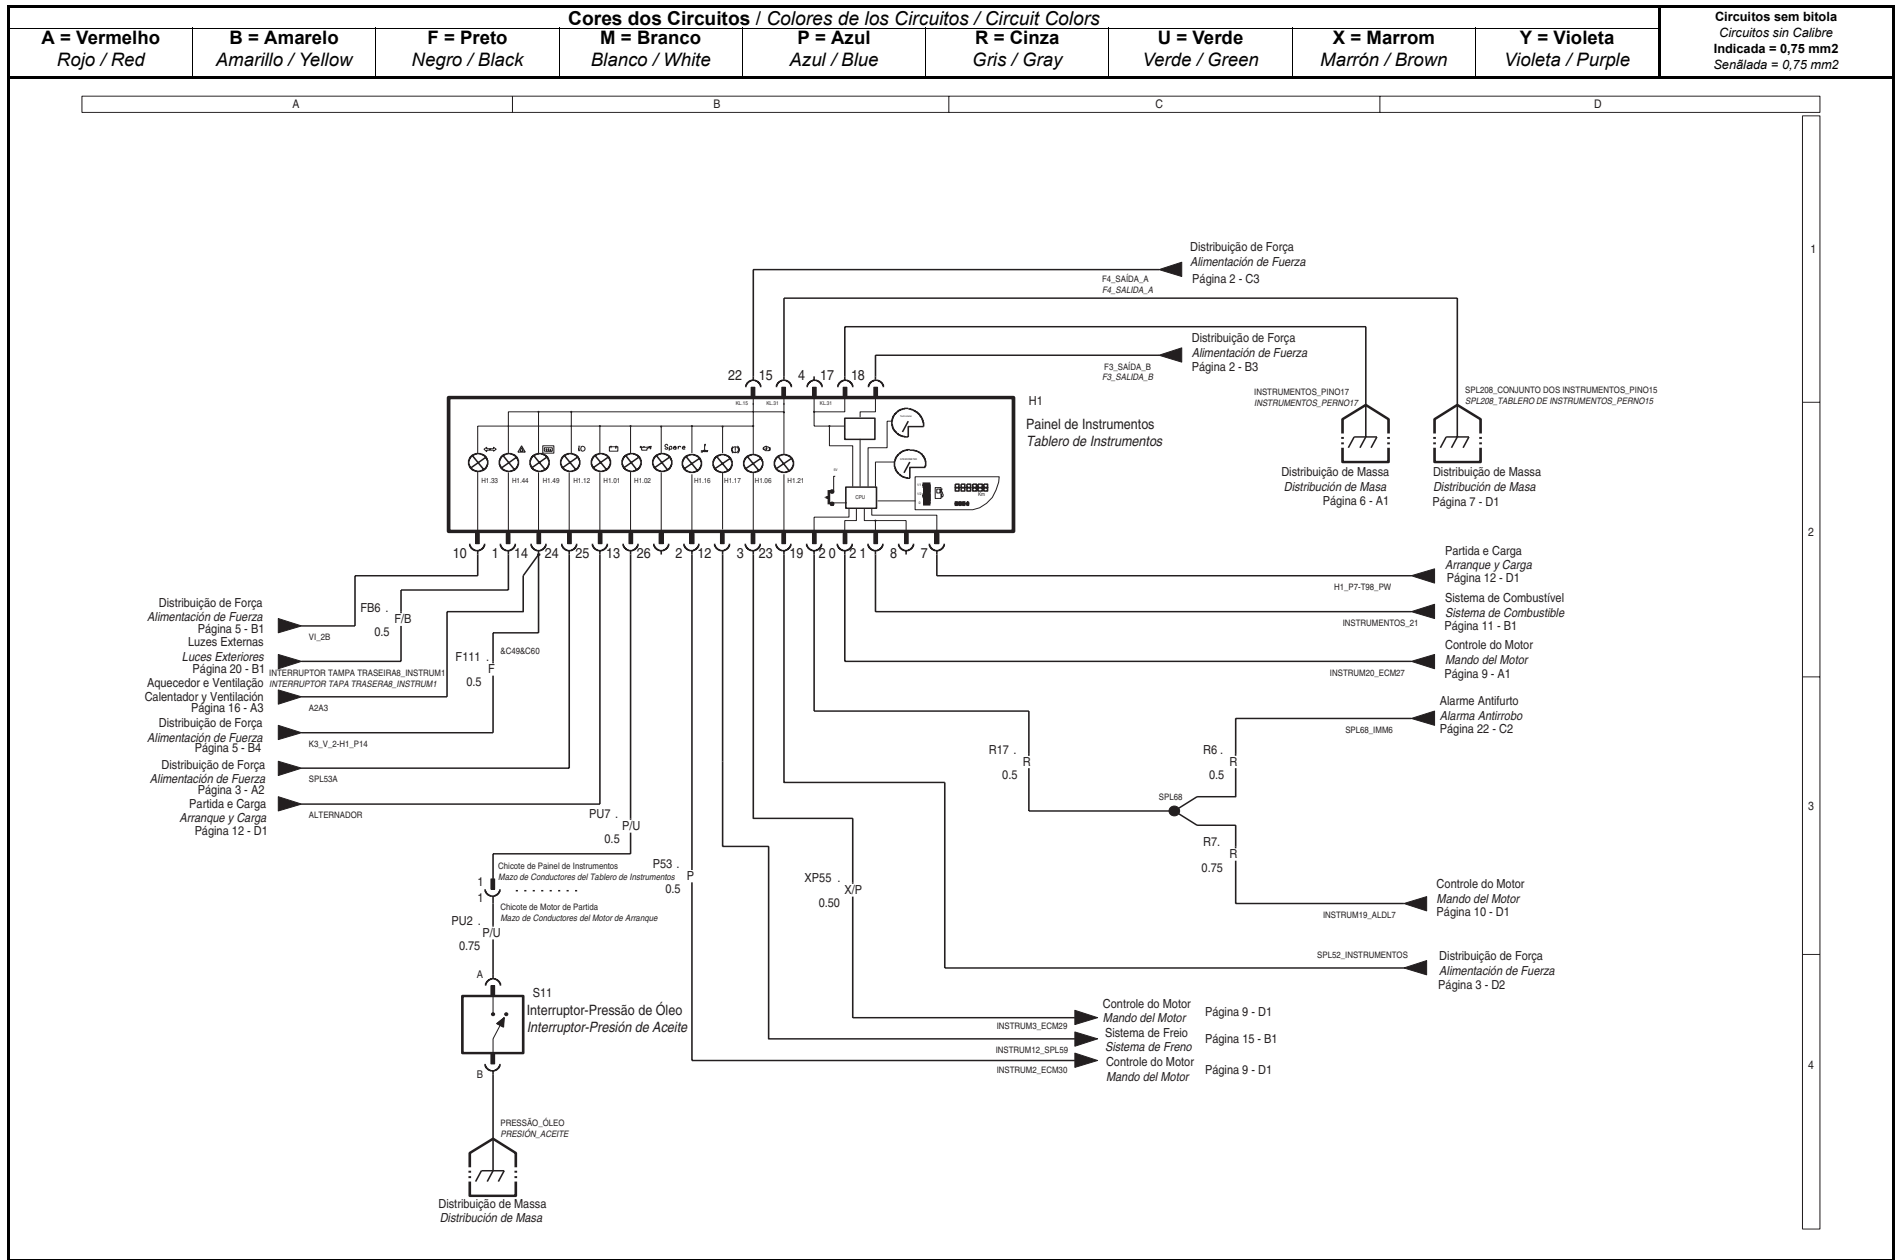 Cores dos Circuitos / Colores de los Circuitos / Circuit Colors
A = Vermelho
Rojo / Red
B = Amarelo
Amarillo / Yellow
F = Preto
Negro / Black
M = Branco
Blanco / White
P = Azul
Azul / Blue
R = Cinza
Gris / Gray
U = Verde
Verde / Green
X = Marrom
Marrón / Brown
Y = Violeta
Violeta / Purple
Circuitos sem bitola
Circuitos sin Calibre
Indicada = 0,75 mm2
Senãlada = 0,75 mm2
A B C D
1
2
3
4
Distribuição de Força
Alimentación de Fuerza
Página 2 - C3
F4_SAÍDA_A
F4_SALIDA_A
Distribuição de Força
Alimentación de Fuerza
Página 2 - B3
F3_SAÍDA_B
F3_SALIDA_B
22 15 4 17 18
KL.15 KL.31 KL.31
H1
Painel de Instrumentos
Tablero de Instrumentos
INSTRUMENTOS_PINO17
INSTRUMENTOS_PERNO17
SPL208_CONJUNTO DOS INSTRUMENTOS_PINO15
SPL208_TABLERO DE INSTRUMENTOS_PERNO15
Distribuição de Massa
Distribución de Masa
Página 6 - A1
Distribuição de Massa
Distribución de Masa
Página 7 - D1
Spare
H1.33 H1.44 H1.49 H1.12 H1.01 H1.02 H1.16 H1.17 H1.06 H1.21
CPU
Km
10 1 14 24 25 13 26 2 12 3 23 19 2 0 2 1 8 7
Partida e Carga
Arranque y Carga
Página 12 - D1
H1_P7-T98_PW
Sistema de Combustível
Sistema de Combustible
Página 11 - B1
INSTRUMENTOS_21
Controle do Motor
Mando del Motor
Página 9 - A1
INSTRUM20_ECM27
Alarme Antifurto
Alarma Antirrobo
Página 22 - C2
SPL68_IMM6
Distribuição de Força
Alimentación de Fuerza
Página 5 - B1
VI_2B
FB6 .
F/B
0.5
Luzes Externas
Luces Exteriores
Página 20 - B1
INTERRUPTOR TAMPA TRASEIRA8_INSTRUM1
INTERRUPTOR TAPA TRASERA8_INSTRUM1
Aquecedor e Ventilação
Calentador y Ventilación
Página 16 - A3
A2A3
F111 .
F
0.5
&C49&C60
Distribuição de Força
Alimentación de Fuerza
Página 5 - B4
K3_V_2-H1_P14
Distribuição de Força
Alimentación de Fuerza
Página 3 - A2
SPL53A
Partida e Carga
Arranque y Carga
Página 12 - D1
ALTERNADOR
R17 .
R
0.5
R6 .
R
0.5
SPL68
R7.
R
0.75
PU7 .
P/U
0.5
P53 .
P
0.5
XP55 .
X/P
0.50
Chicote de Painel de Instrumentos
Mazo de Conductores del Tablero de Instrumentos
1
1
Chicote de Motor de Partida
Mazo de Conductores del Motor de Arranque
PU2 .
P/U
0.75
Controle do Motor
Mando del Motor
Página 10 - D1
INSTRUM19_ALDL7
SPL52_INSTRUMENTOS
Distribuição de Força
Alimentación de Fuerza
Página 3 - D2
A
S11
Interruptor-Pressão de Óleo
Interruptor-Presión de Aceite
B
Controle do Motor
Mando del Motor
Página 9 - D1
INSTRUM3_ECM29
Sistema de Freio
Sistema de Freno
Página 15 - B1
INSTRUM12_SPL59
Controle do Motor
Mando del Motor
Página 9 - D1
INSTRUM2_ECM30
PRESSÃO_ÓLEO
PRESIÓN_ACEITE
Distribuição de Massa
Distribución de Masa